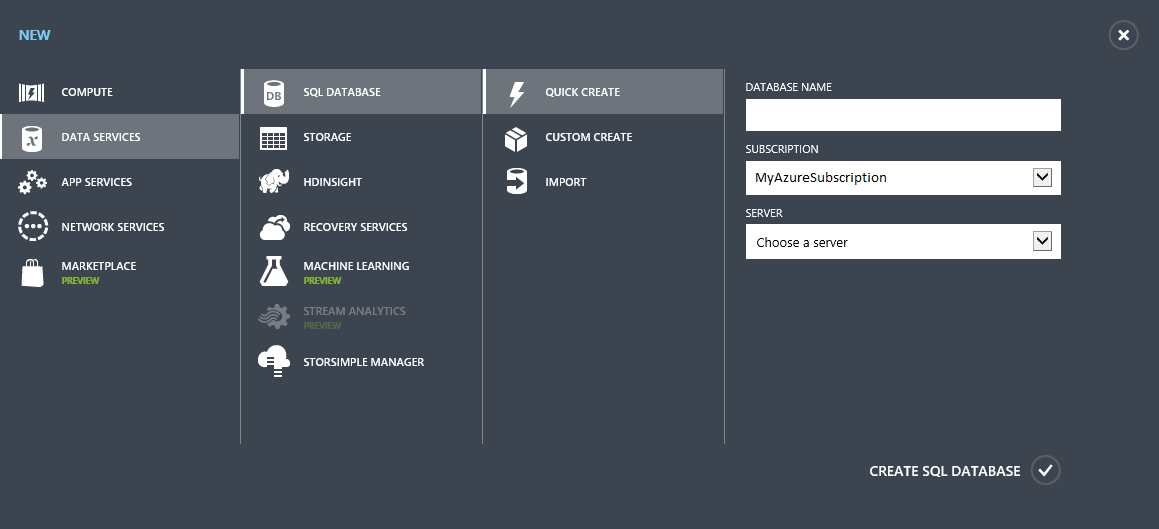 NEW
COMPUTE
DATA SERVICES
APP SERVICES
NETWORK SERVICES
MARKETPLACE
PREVIEW
DB
SQL DATABASE
STORAGE
HDINSIGHT
RECOVERY SERVICES
MACHINE LEARNING
PREVIEW
STREAM ANALYTICS
PREVIEW
STORSIMPLE MANAGER
QUICK CREATE
CUSTOM CREATE
IMPORT
DATABASE NAME
SUBSCRIPTION
MyAzureSubscription
SERVER
Choose a server
CREATE SQL DATABASE